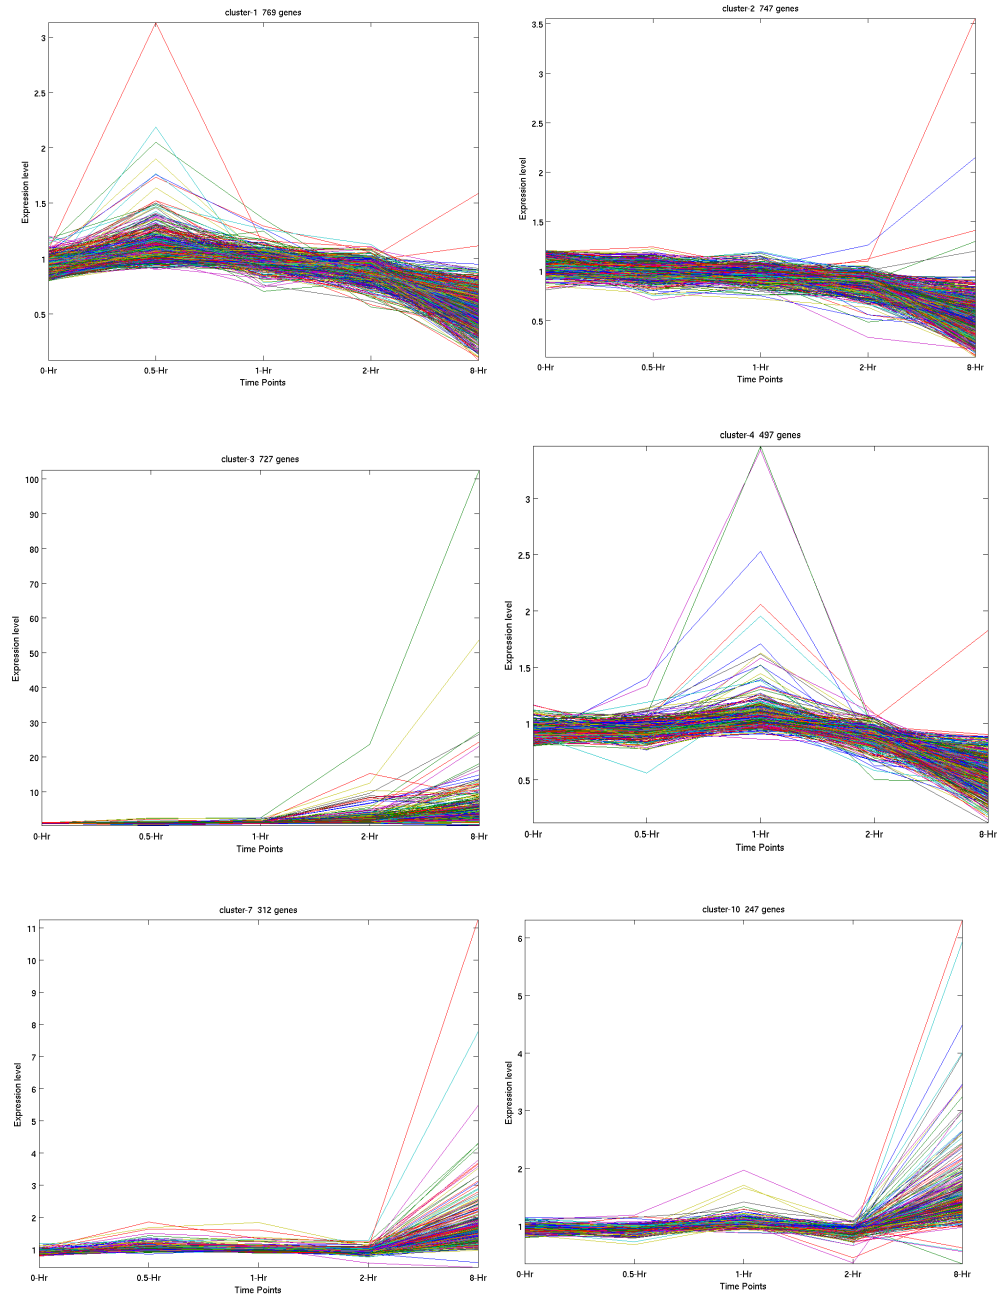 cluster-1 769 genes
Expression level
3
2.5
2
1.5
1
0.5
0-Hr 0.5-Hr 1-Hr 2-Hr 8-Hr
Time Points
cluster-2 747 genes
Expression level
3.5
3
2.5
2
1.5
1
0.5
0-Hr 0.5-Hr 1-Hr 2-Hr 8-Hr
Time Points
cluster-3 727 genes
Expression level
100
90
80
70
60
50
40
30
20
10
0-Hr 0.5-Hr 1-Hr 2-Hr 8-Hr
Time Points
cluster-4 497 genes
Expression level
3
2.5
2
1.5
1
0.5
0-Hr 0.5-Hr 1-Hr 2-Hr 8-Hr
Time Points
cluster-7 312 genes
Expression level
11
10
9
8
7
6
5
4
3
2
1
0-Hr 0.5-Hr 1-Hr 2-Hr 8-Hr
Time Points
cluster-10 247 genes
Expression level
6
5
4
3
2
1
0-Hr 0.5-Hr 1-Hr 2-Hr 8-Hr
Time Points